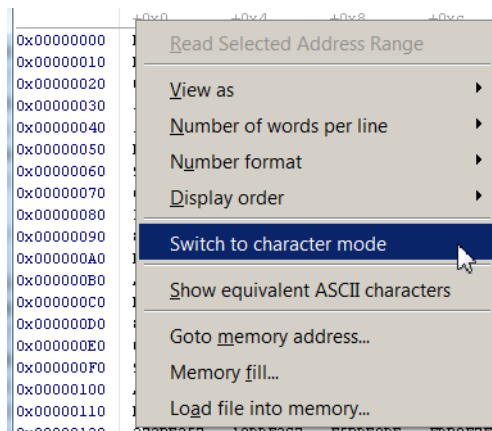 +0x0 +0x4 +0x8 +0xc
0x00000000
0x00000010
0x00000020
0x00000030
0x00000040
0x00000050
0x00000060
0x00000070
0x00000080
0x00000090
0x000000A0
0x000000B0
0x000000C0
0x000000D0
0x000000E0
0x000000F0
0x00000100
0x00000110
Read Selected Address Range
View as
Number of words per line
Number format
Display order
Switch to character mode
Show equivalent ASCII characters
Goto memory address...
Memory fill...
Load file into memory...